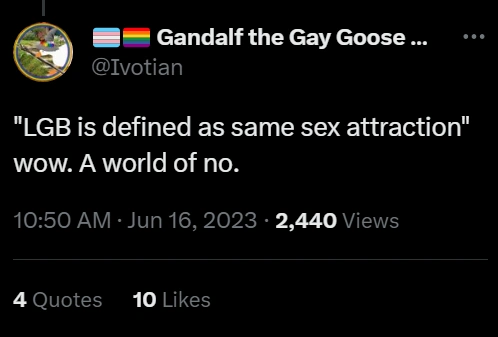 Gandalf the Gay Goose ...
@Ivotian
"LGB is defined as same sex attraction"
wow. A world of no.
10:50 AM · Jun 16, 2023 · 2,440 Views
4 Quotes 10 Likes